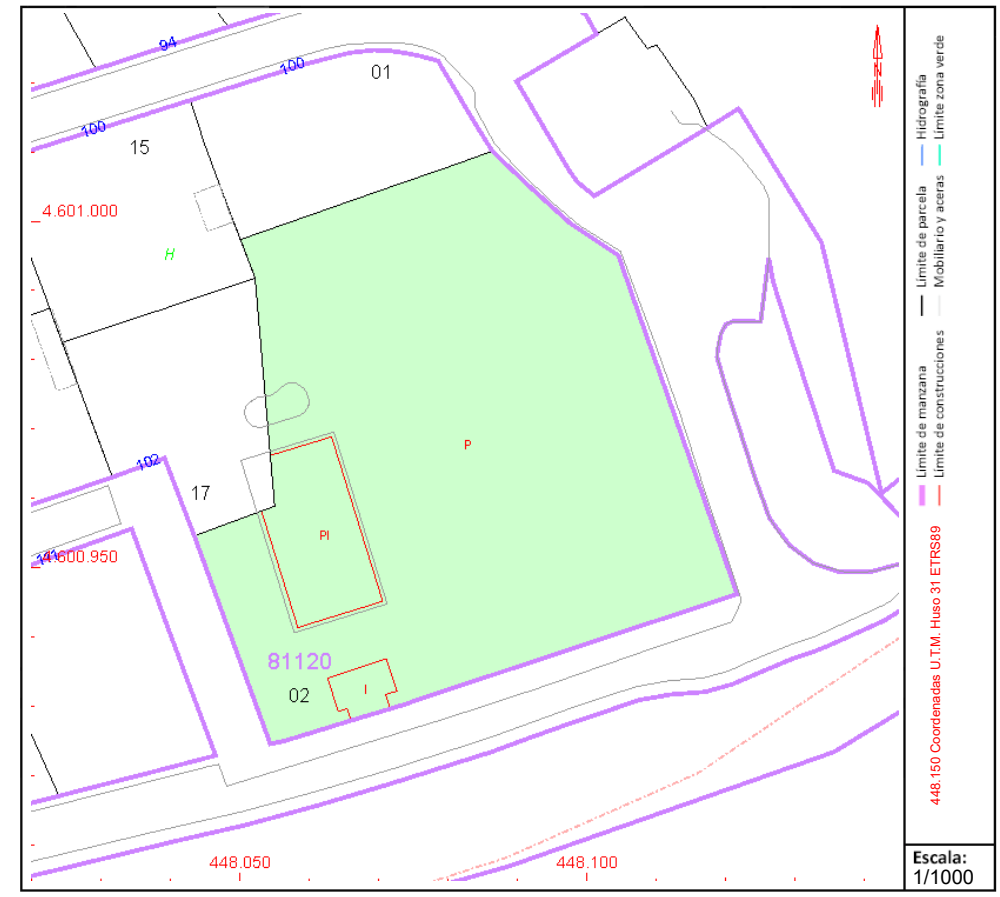 94
100
01
100
15
4.601.000
H
P
102
17
PI
4.600.950
81120
02
I
448.050
448.100
Hidrografía
Límite zona verde
Límite de parcela
Mobiliario y aceras
Límite de manzana
Límite de construcciones
448.150 Coordenadas U.T.M. Huso 31 ETRS89
Escala:
1/1000